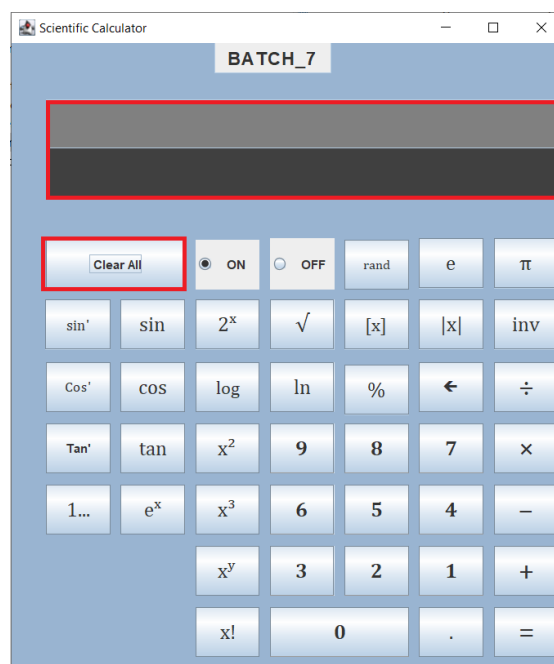 Scientific Calculator
BATCH_7
Clear All ON OFF rand e π
sin' sin 2ˣ √ [x] |x| inv
Cos' cos log ln % ← ÷
Tan' tan x² 9 8 7 ×
1... eˣ x³ 6 5 4 −
xʸ 3 2 1 +
x! 0 . =